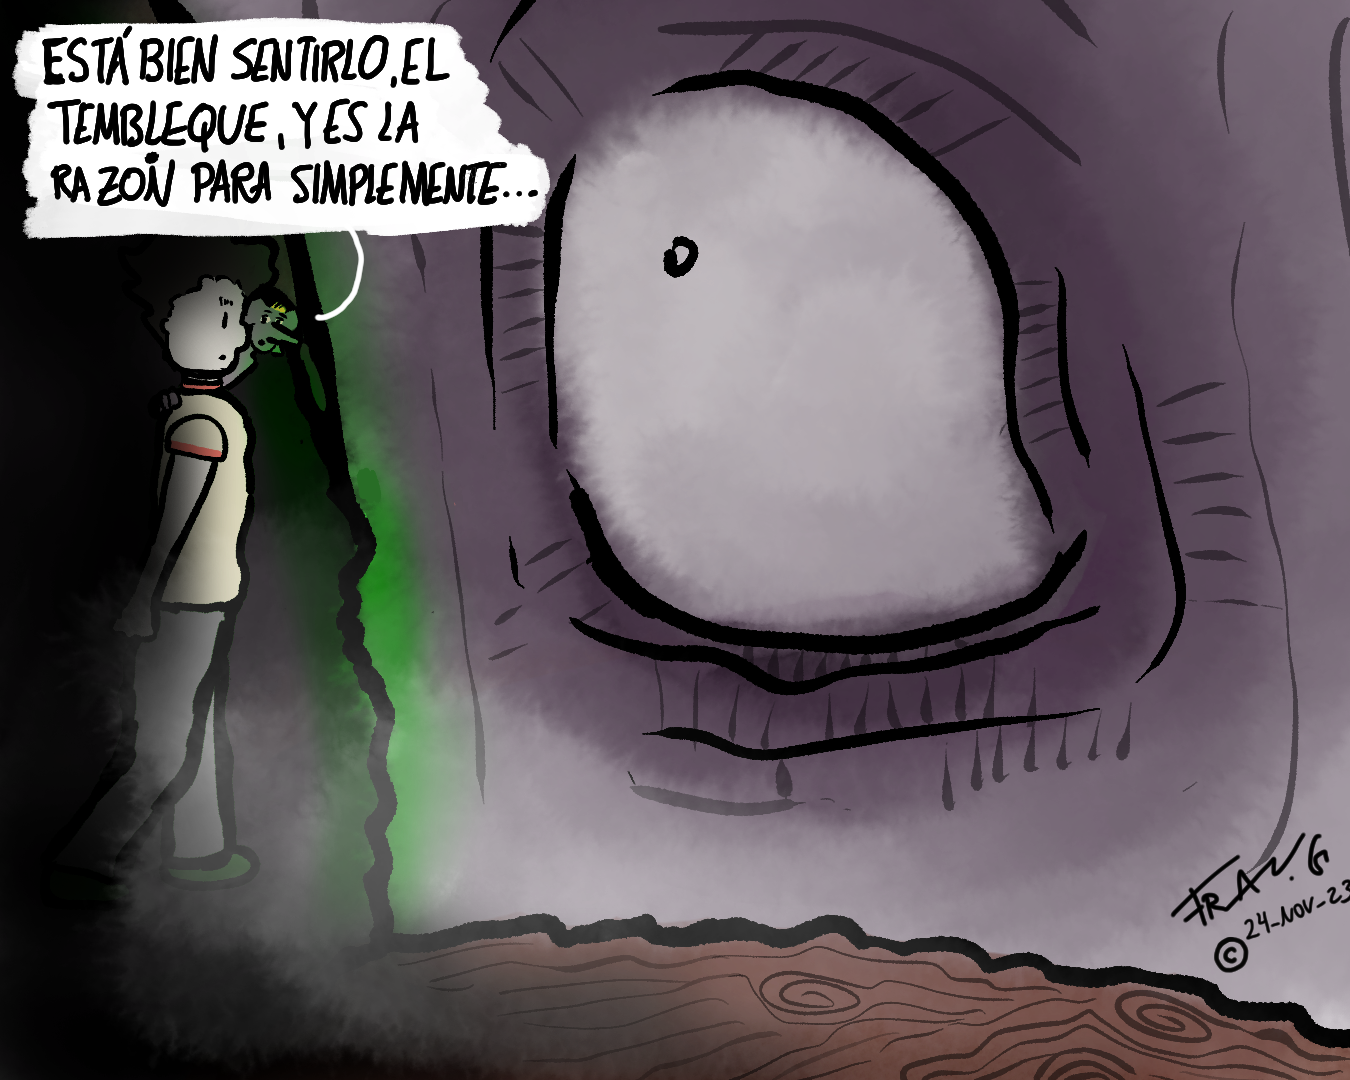 ESTÁ BIEN SENTIRLO, EL
TEMBLEQUE, Y ES LA
RAZÓN PARA SIMPLEMENTE...
FRAN.G
© 24-NOV-23